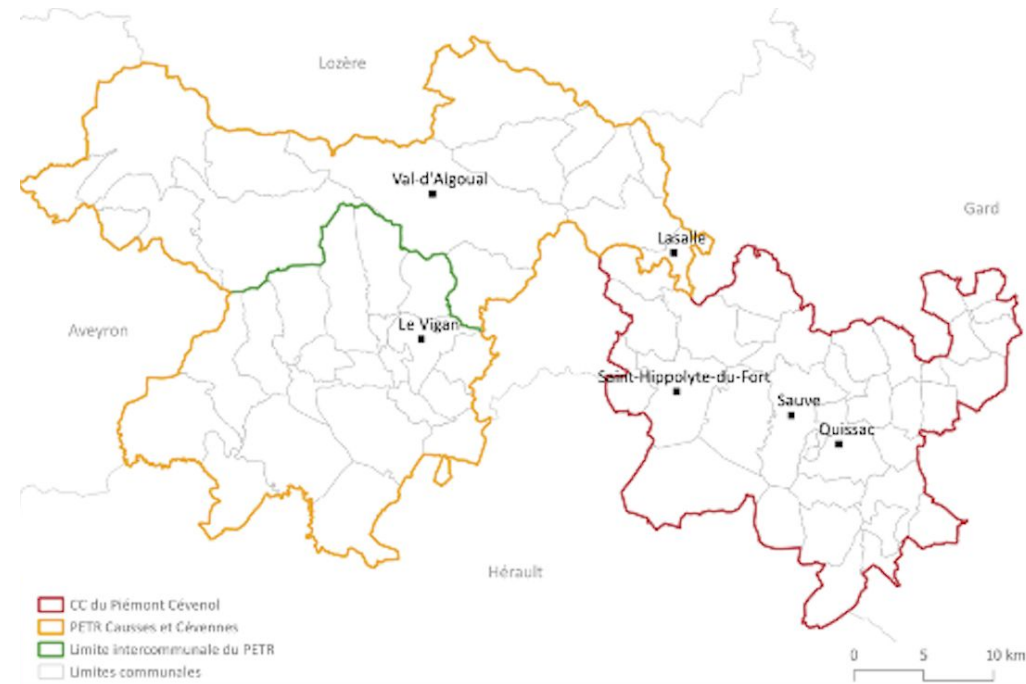 Lozère
Val-d'Aigoual
Gard
Lasalle
Aveyron
Le Vigan
Saint-Hippolyte-du-Fort
Sauve
Quissac
Hérault
CC du Piémont Cévenol
PETR Causses et Cévennes
Limite intercommunale du PETR
Limites communales
0 5 10 km